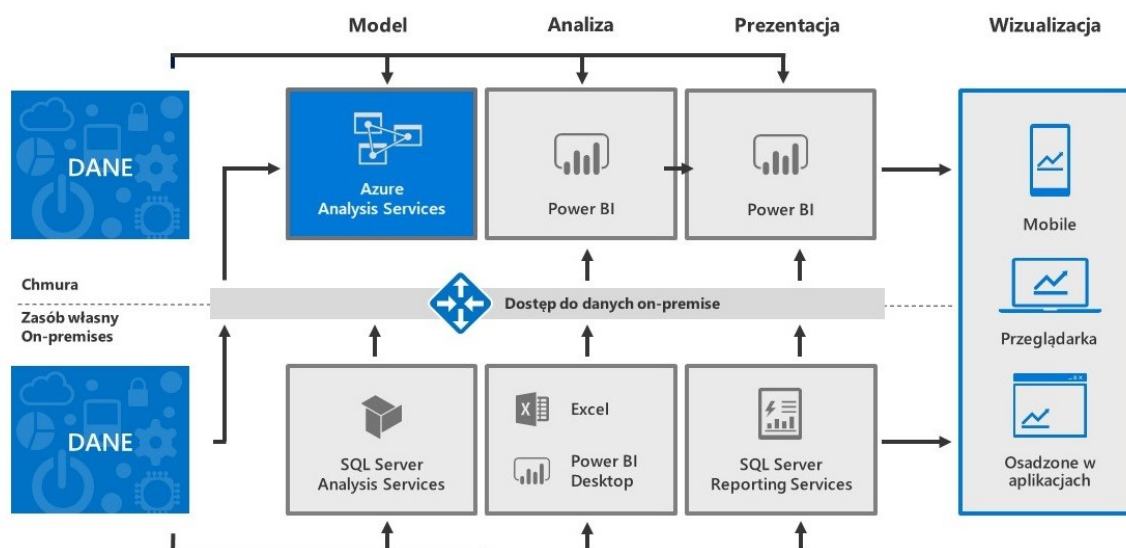 Model
Analiza
Prezentacja
Wizualizacja
DANE
Azure
Analysis Services
Power BI
Power BI
Mobile
Chmura
Zasób własny
On-premises
Dostęp do danych on-premise
Przeglądarka
DANE
SQL Server
Analysis Services
X
Excel
Power BI
Desktop
SQL Server
Reporting Services
Osadzone w
aplikacjach